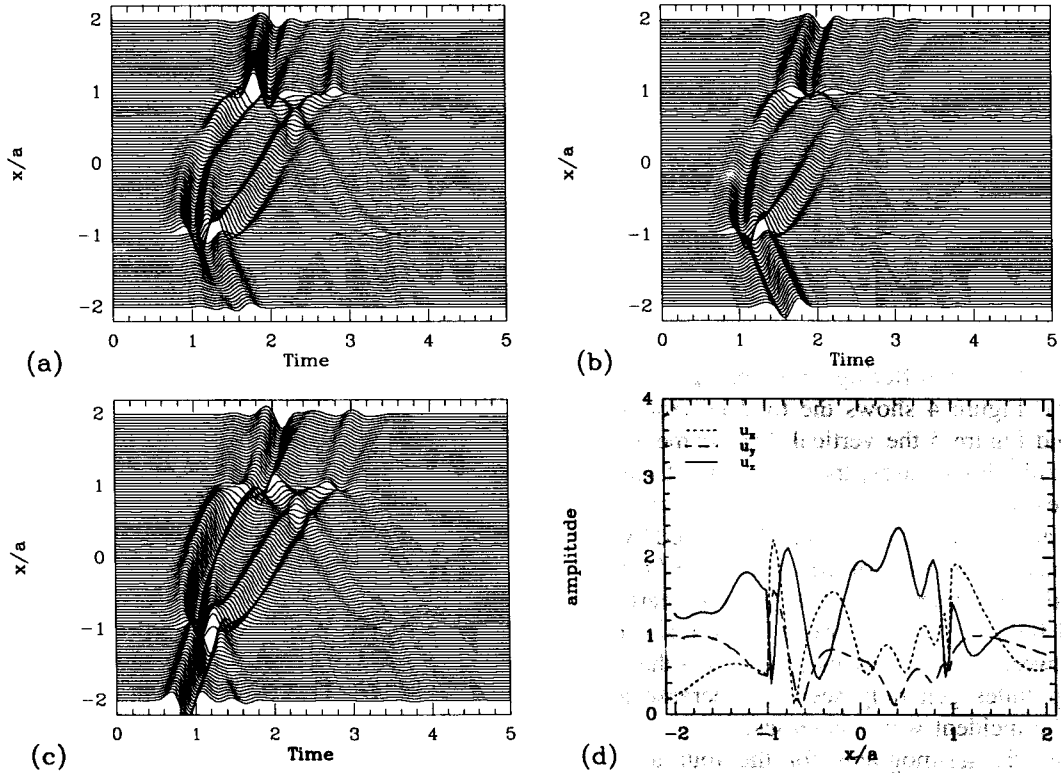 2
1
0
-1
-2
x/a
0 1 2 3 4 5
Time
(a)
2
1
0
-1
-2
x/a
0 1 2 3 4 5
Time
(b)
2
1
0
-1
-2
x/a
0 1 2 3 4 5
Time
(c)
Figure 4 shows the
the vertical
4
3
2
1
0
amplitude
u_x
u_y
u_z
-2 -1 0 1 2
x/a
(d)